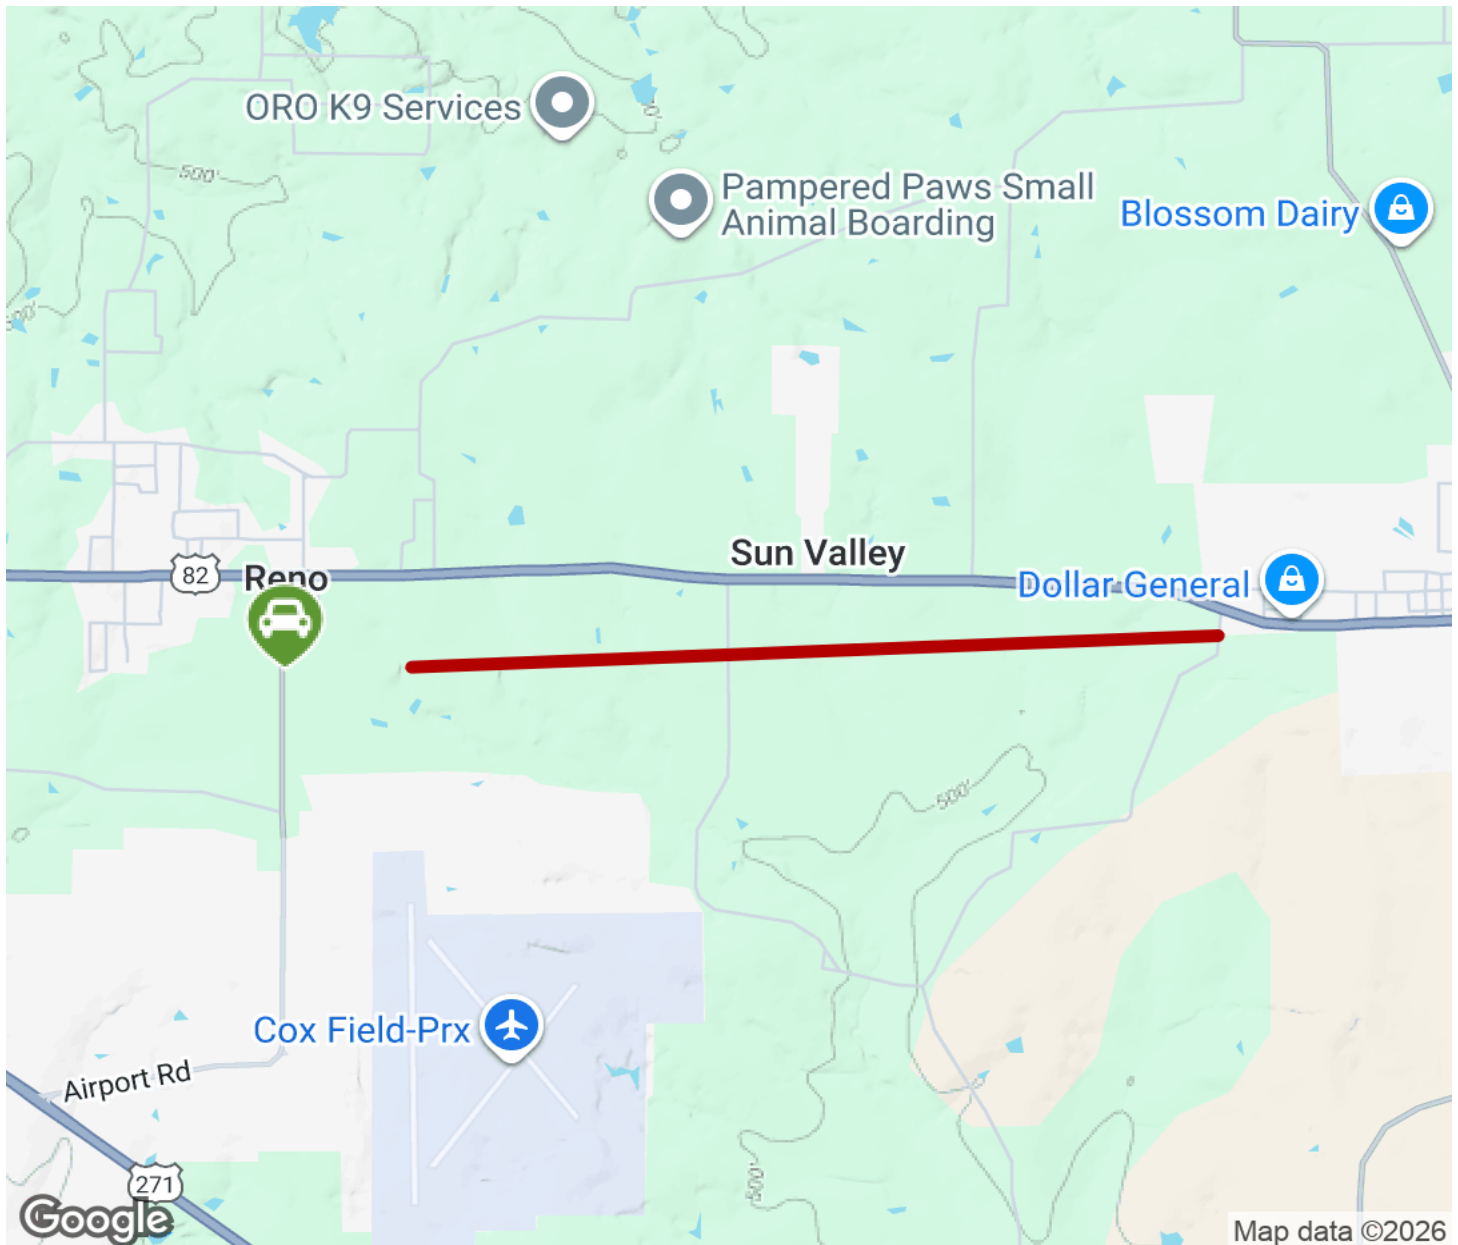 ORO K9 Services
500'
Pampered Paws Small
Animal Boarding
Blossom Dairy
Sun Valley
82
Reno
Dollar General
500'
Cox Field-Prx
Airport Rd
271
500'
Google
Map data ©2026